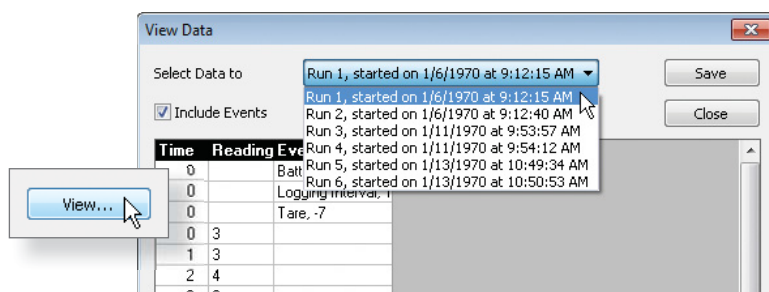 View Data
Select Data to
Run 1, started on 1/6/1970 at 9:12:15 AM
Save
Run 1, started on 1/6/1970 at 9:12:15 AM
Run 2, started on 1/6/1970 at 9:12:40 AM
Run 3, started on 1/11/1970 at 9:53:57 AM
Run 4, started on 1/11/1970 at 9:54:12 AM
Run 5, started on 1/13/1970 at 10:49:34 AM
Run 6, started on 1/13/1970 at 10:50:53 AM
Include Events
Close
Time Reading Eve
0 Batt
0 Logging Interval, 1
0 Tare, -7
0 3
1 3
2 4
View...